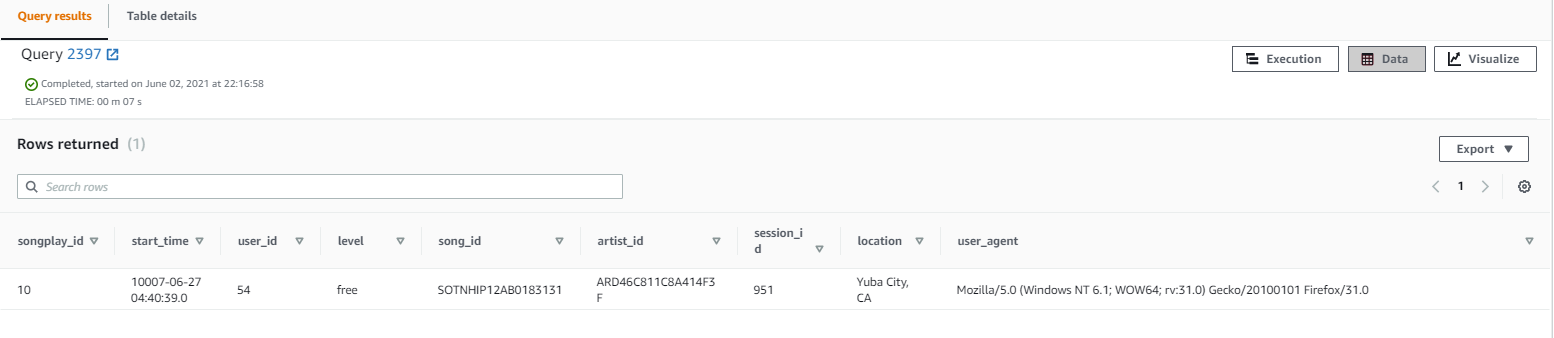 Query results
Table details
Query 2397
Completed, started on June 02, 2021 at 22:16:58
ELAPSED TIME: 00 m 07 s
Execution
Data
Visualize
Rows returned (1)
Export
Search rows
1
songplay_id
start_time
user_id
level
song_id
artist_id
session_i
d
location
user_agent
10
10007-06-27
04:40:39.0
54
free
SOTNHIP12AB0183131
ARD46C811C8A414F3
F
951
Yuba City,
CA
Mozilla/5.0 (Windows NT 6.1; WOW64; rv:31.0) Gecko/20100101 Firefox/31.0